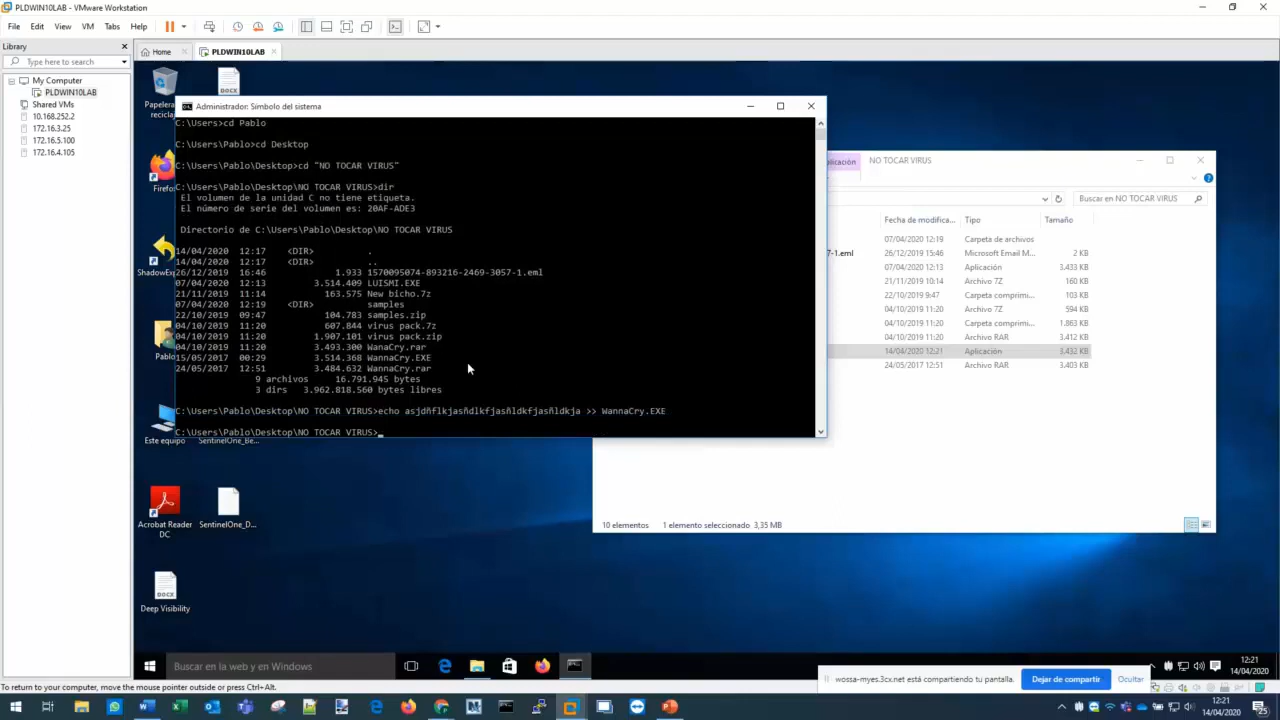 PLDWIN10LAB - VMware Workstation
File Edit View VM Tabs Help
Library
Type here to search
My Computer
PLDWIN10LAB
Shared VMs
10.168.252.2
172.16.3.25
172.16.5.100
172.16.4.105
Home
PLDWIN10LAB
Papelera
reciclaj
DOCX
Firefo
ShadowExp
Pablo
Este equipo
SentinelOne_Be...
Acrobat Reader
DC
SentinelOne_D...
DOCX
Deep Visibility
Administrador: Símbolo del sistema
C:\Users>cd Pablo
C:\Users\Pablo>cd Desktop
C:\Users\Pablo\Desktop>cd "NO TOCAR VIRUS"
C:\Users\Pablo\Desktop\NO TOCAR VIRUS>dir
El volumen de la unidad C no tiene etiqueta.
El número de serie del volumen es: 20AF-ADE3
Directorio de C:\Users\Pablo\Desktop\NO TOCAR VIRUS
14/04/2020 12:17 <DIR> .
14/04/2020 12:17 <DIR> ..
26/12/2019 16:46 1.933 1570095074-893216-2469-3057-1.eml
07/04/2020 12:13 3.514.409 LUISMI.EXE
21/11/2019 11:14 163.575 New bicho.7z
07/04/2020 12:19 <DIR> samples
22/10/2019 09:47 104.783 samples.zip
04/10/2019 11:20 607.844 virus pack.7z
04/10/2019 11:20 1.907.101 virus pack.zip
04/10/2019 11:20 3.493.300 WanaCry.rar
15/05/2017 00:29 3.514.368 WannaCry.EXE
24/05/2017 12:51 3.484.632 WannaCry.rar
9 archivos 16.791.945 bytes
3 dirs 3.962.818.560 bytes libres
C:\Users\Pablo\Desktop\NO TOCAR VIRUS>echo asjdñflkjasñdlkfjasñldkfjasñldkja >> WannaCry.EXE
C:\Users\Pablo\Desktop\NO TOCAR VIRUS>_
licación
NO TOCAR VIRUS
Buscar en NO TOCAR VIRUS
Fecha de modifica... Tipo Tamaño
07/04/2020 12:19 Carpeta de archivos
7-1.eml 26/12/2019 15:46 Microsoft Email M... 2 KB
07/04/2020 12:13 Aplicación 3.433 KB
21/11/2019 10:14 Archivo 7Z 160 KB
22/10/2019 9:47 Carpeta comprimi... 103 KB
04/10/2019 11:20 Archivo 7Z 594 KB
04/10/2019 11:20 Carpeta comprimi... 1.863 KB
04/10/2019 11:20 Archivo RAR 3.412 KB
14/04/2020 12:21 Aplicación 3.432 KB
24/05/2017 12:51 Archivo RAR 3.403 KB
10 elementos 1 elemento seleccionado 3,35 MB
Buscar en la web y en Windows
12:21
14/04/2020
wossa-myes.3cx.net está compartiendo tu pantalla.
Dejar de compartir
Ocultar
To return to your computer, move the mouse pointer outside or press Ctrl+Alt.
12:21
14/04/2020
25